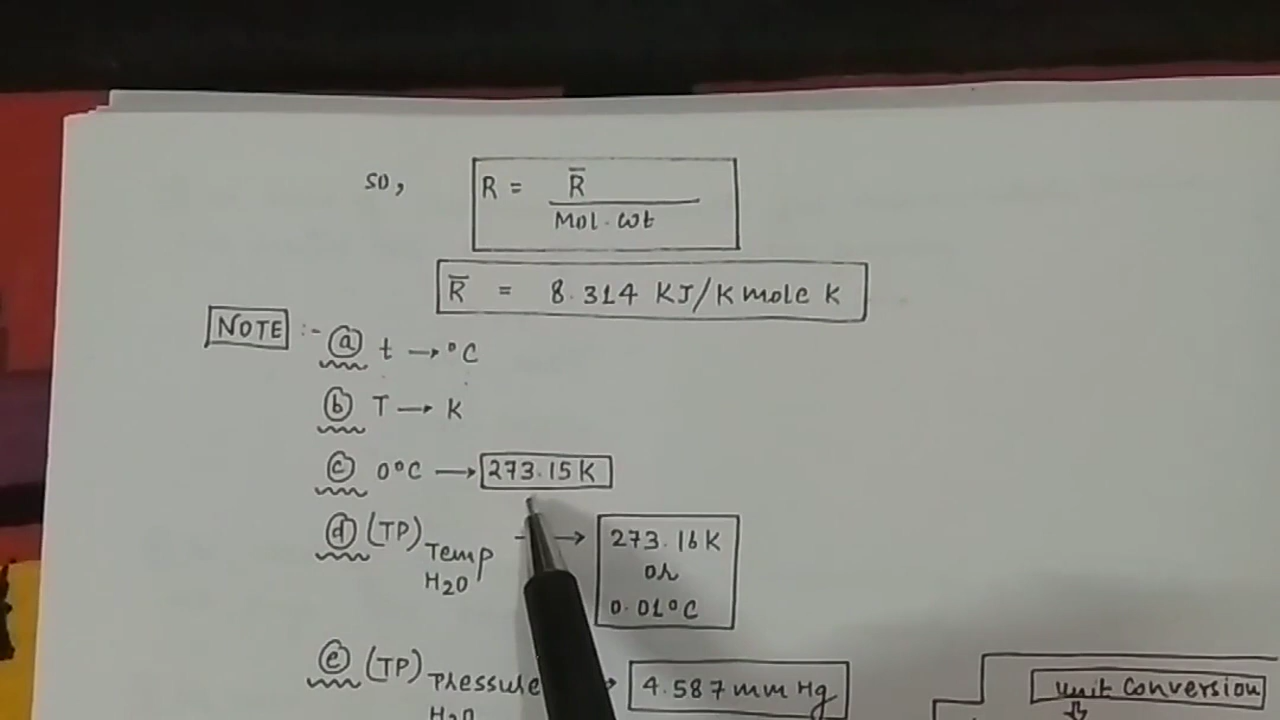 so, R = R̅ / Mol. wt
R̅ = 8.314 KJ/K mole K
NOTE :- (a) t → °C
(b) T → K
(c) 0°C → 273.15K
(d) (TP) Temp H2O → 273.16K or 0.01°C
(e) (TP) Pressure H2O → 4.587 mm Hg
unit conversion